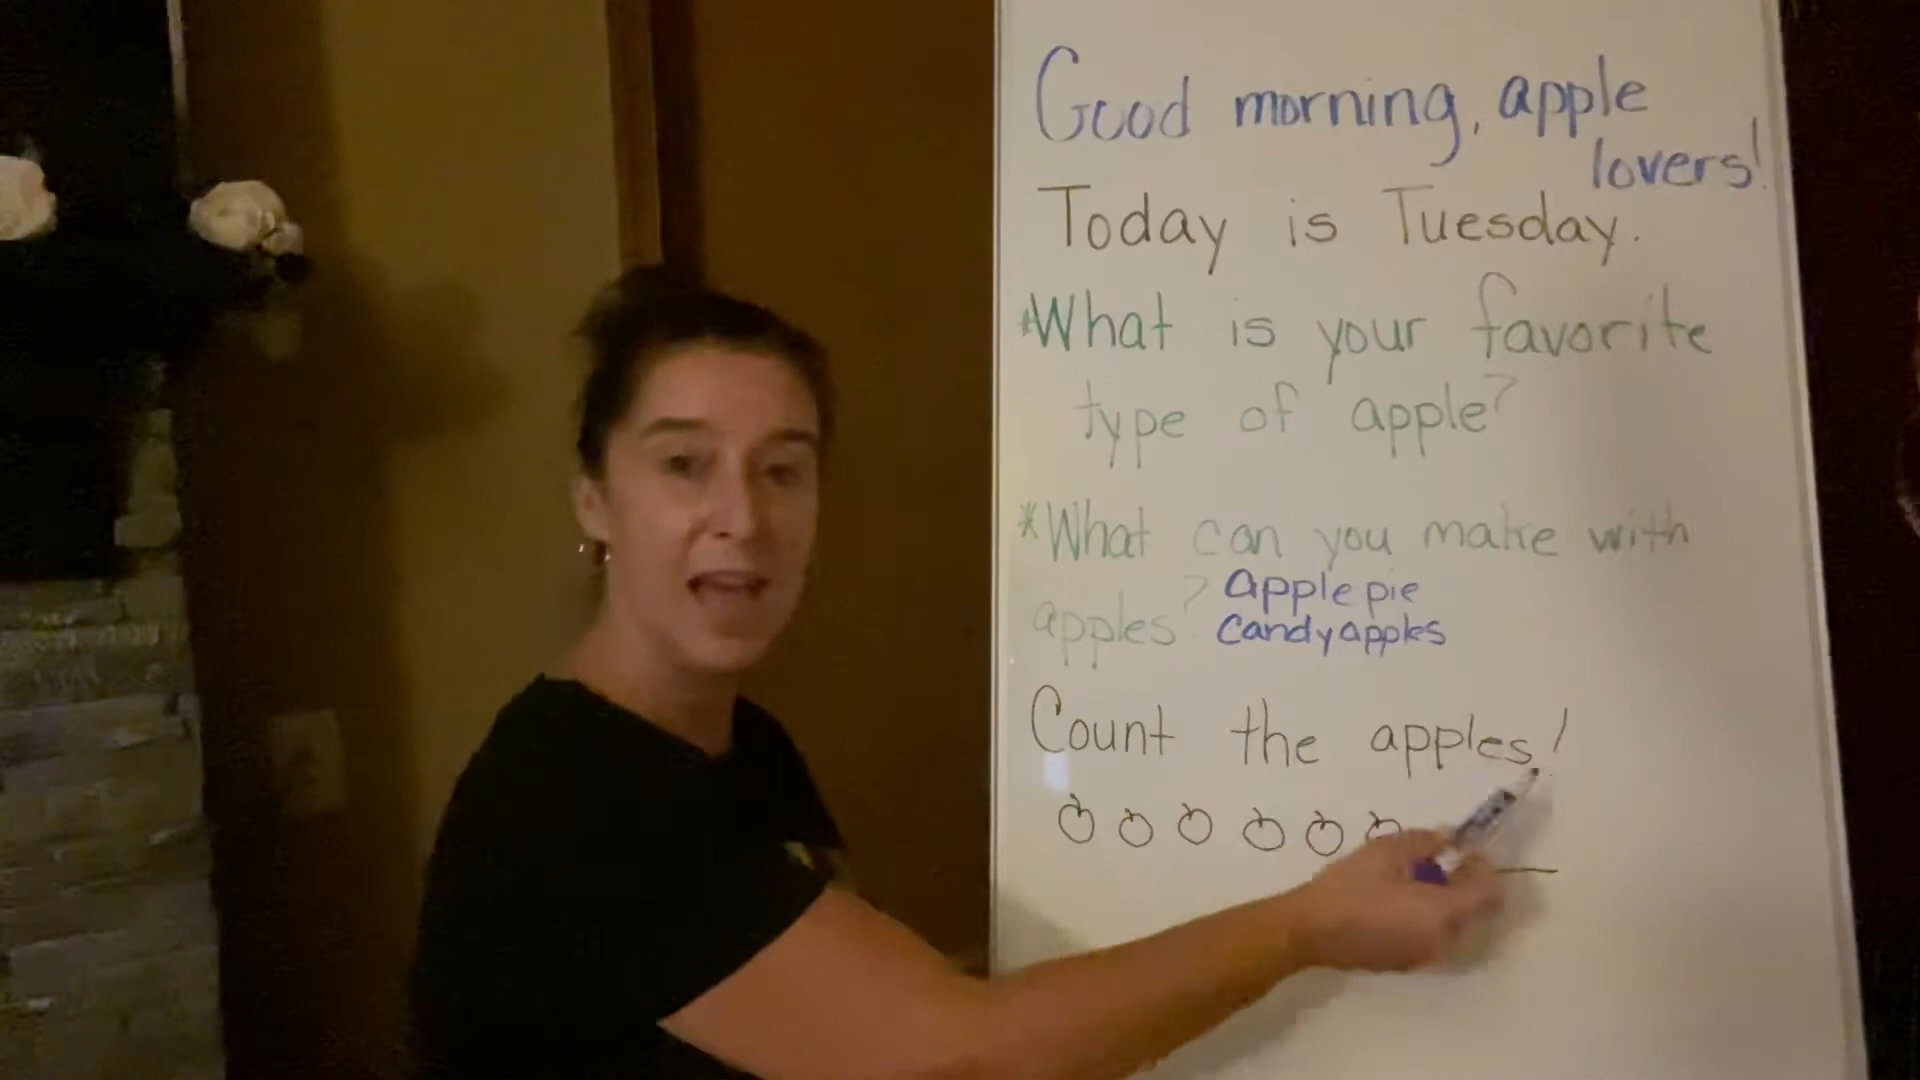 Good morning, apple
lovers!
Today is Tuesday.
*What is your favorite
type of apple?
*What can you make with
apples? Apple pie
Candy apples
Count the apples!